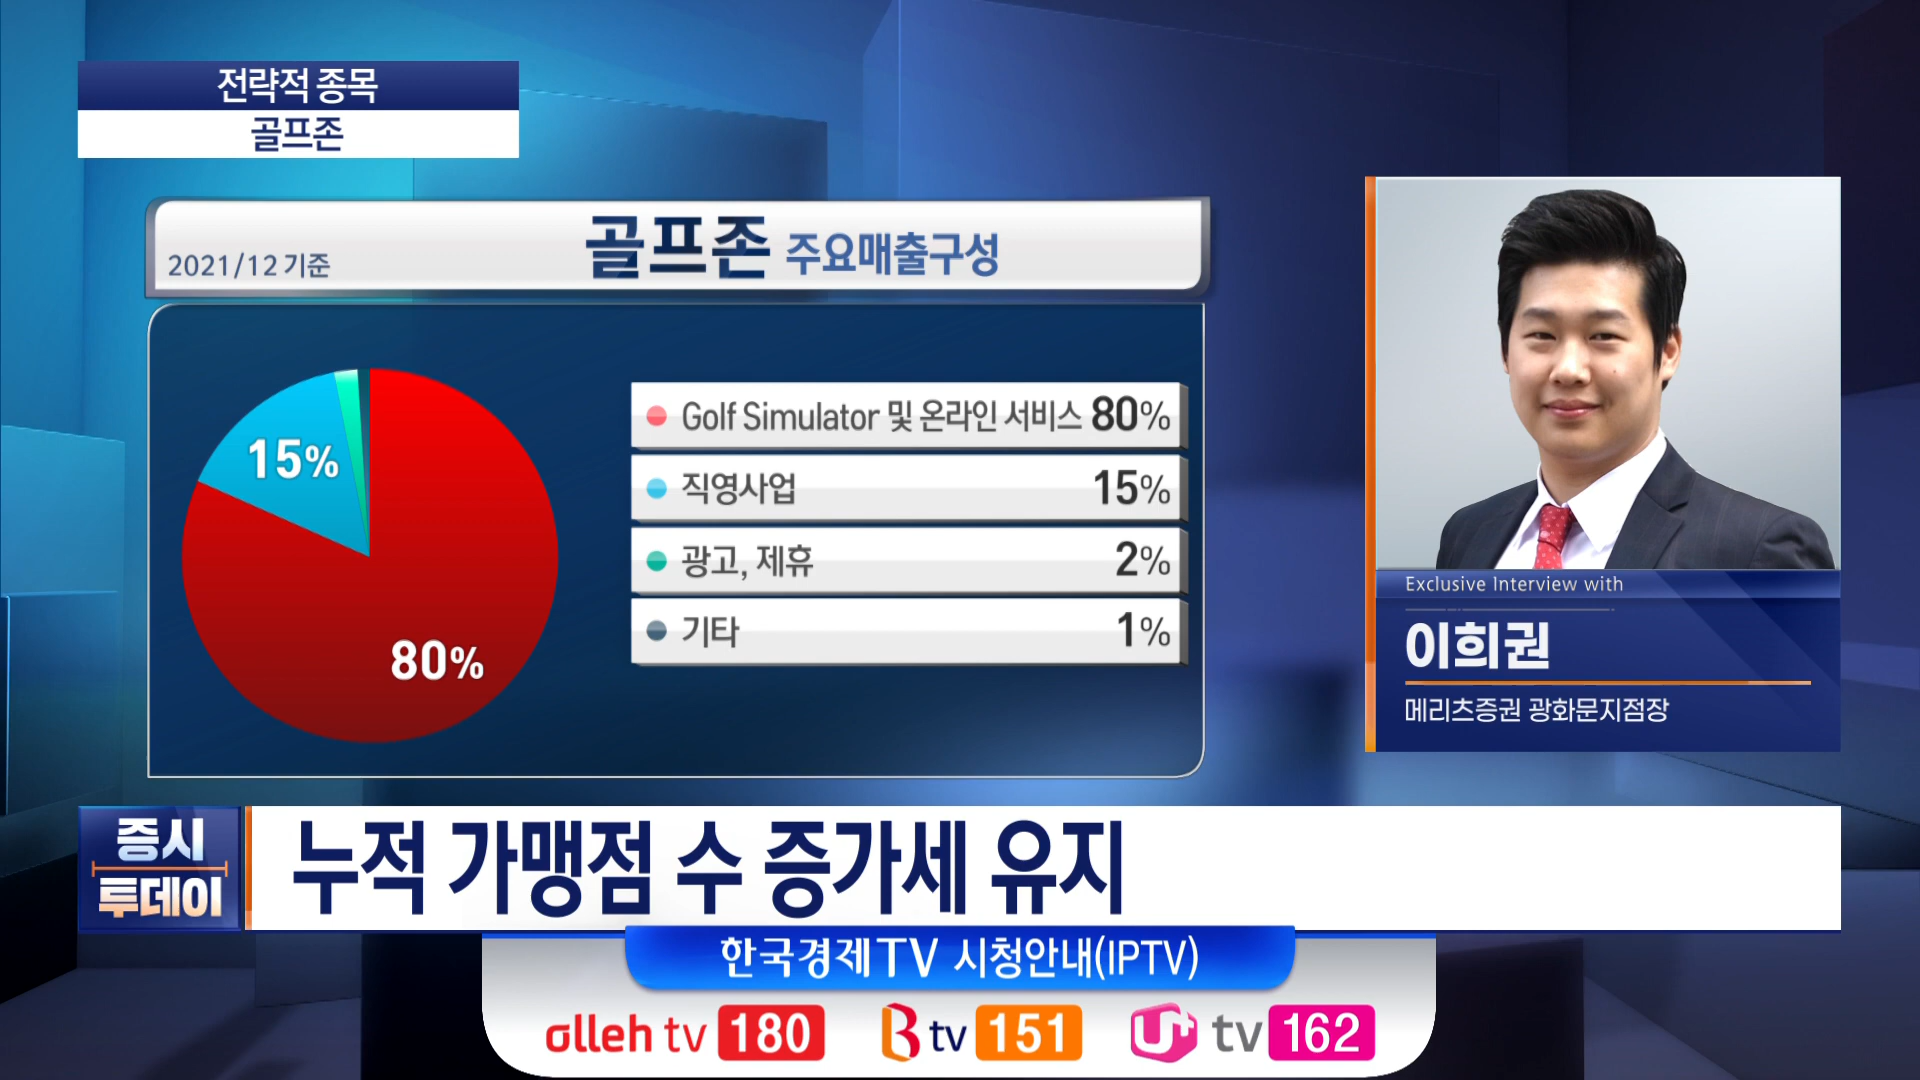 전략적 종목
골프존
2021/12 기준
골프존 주요매출구성
15%
80%
Golf Simulator 및 온라인 서비스 80%
직영사업 15%
광고, 제휴 2%
기타 1%
Exclusive Interview with
이희권
메리츠증권 광화문지점장
증시
투데이
누적 가맹점 수 증가세 유지
한국경제TV 시청안내(IPTV)
olleh tv 180
B tv 151
U+ tv 162